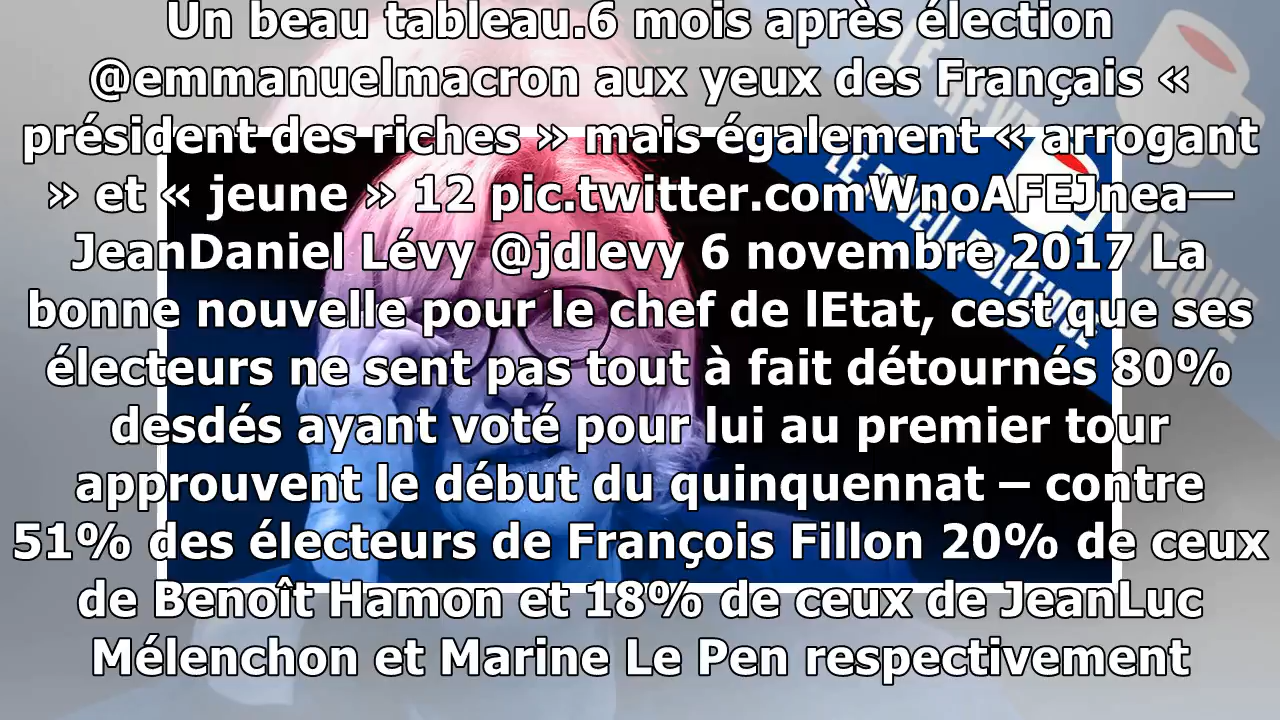 Un beau tableau.6 mois après élection
@emmanuelmacron aux yeux des Français «
président des riches » mais également « arrogant
» et « jeune » 12 pic.twitter.comWnoAFEJnea—
JeanDaniel Lévy @jdlevy 6 novembre 2017 La
bonne nouvelle pour le chef de lEtat, cest que ses
électeurs ne sent pas tout à fait détournés 80%
desdés ayant voté pour lui au premier tour
approuvent le début du quinquennat – contre
51% des électeurs de François Fillon 20% de ceux
de Benoît Hamon et 18% de ceux de JeanLuc
Mélenchon et Marine Le Pen respectivement
LE RÉVEIL POLITIQUE